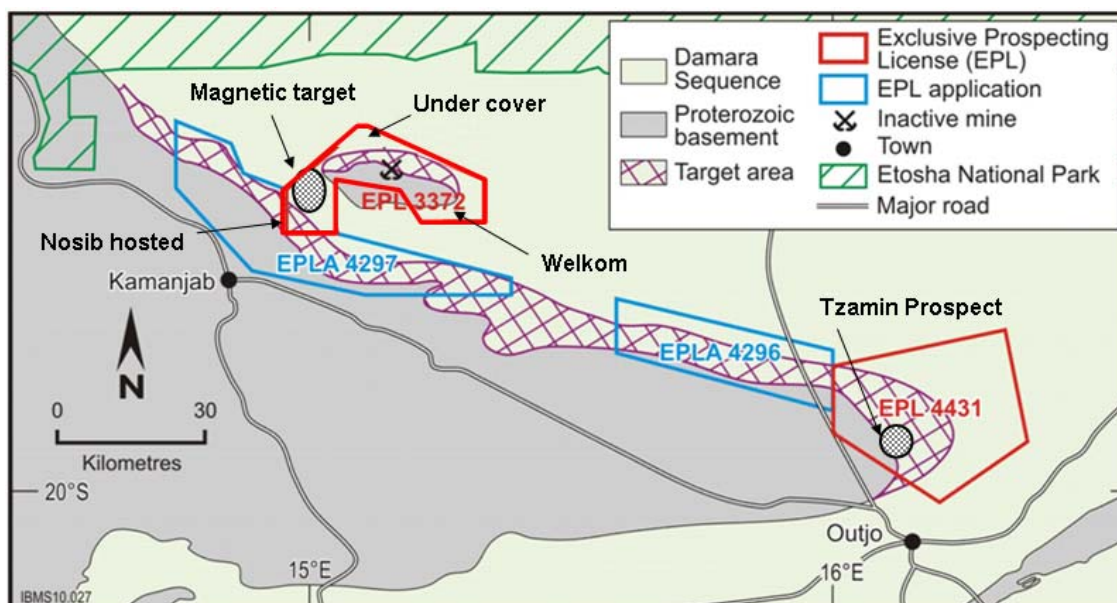 Magnetic target
Under cover
EPL 3372
Nosib hosted
EPLA 4297
Welkom
Kamanjab
Tzamin Prospect
EPLA 4296
EPL 4431
N
0 30
Kilometres
20°S
15°E
16°E
Outjo
IBMS10.027
Damara
Sequence
Proterozoic
basement
Target area
Exclusive Prospecting
License (EPL)
EPL application
Inactive mine
Town
Etosha National Park
Major road